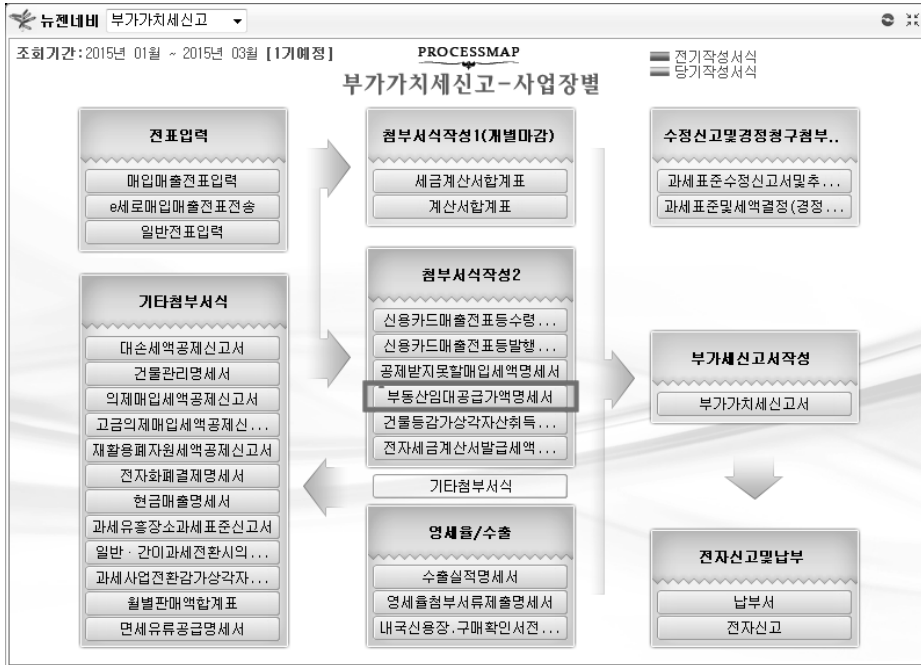 뉴젠네비 부가가치세신고
조회기간:2015년 01월 ~ 2015년 03월 [1기예정]
PROCESSMAP
부가가치세신고-사업장별
전기작성서식
당기작성서식
전표입력
매입매출전표입력
e세로매입매출전표전송
일반전표입력
기타첨부서식
대손세액공제신고서
건물관리명세서
의제매입세액공제신고서
고금의제매입세액공제신...
재활용폐자원세액공제신고서
전자화폐결제명세서
현금매출명세서
과세유흥장소과세표준신고서
일반·간이과세전환시의...
과세사업전환감가상각자...
월별판매액합계표
면세유류공급명세서
첨부서식작성1(개별마감)
세금계산서합계표
계산서합계표
첨부서식작성2
신용카드매출전표등수령...
신용카드매출전표등발행...
공제받지못할매입세액명세서
부동산임대공급가액명세서
건물등감가상각자산취득...
전자세금계산서발급세액...
기타첨부서식
영세율/수출
수출실적명세서
영세율첨부서류제출명세서
내국신용장.구매확인서전...
수정신고및경정청구첨부..
과세표준수정신고서및추...
과세표준및세액결정(경정...
부가세신고서작성
부가가치세신고서
전자신고및납부
납부서
전자신고